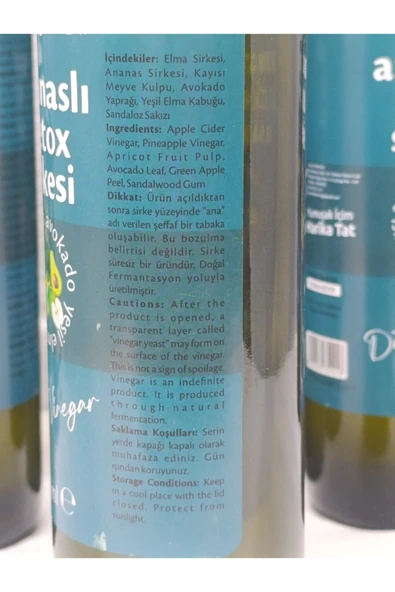 İçindekiler: Elma Sirkesi,
Ananas Sirkesi, Kayısı
Meyve Kulpu, Avokado
Yaprağı, Yeşil Elma Kabuğu,
Sandaloz Sakızı
Ingredients: Apple Cider
Vinegar, Pineapple Vinegar,
Apricot Fruit Pulp,
Avocado Leaf, Green Apple
Peel, Sandalwood Gum
Dikkat: Ürün açıldıktan
sonra sirke yüzeyinde "ana"
adı verilen şeffaf bir tabaka
oluşabilir. Bu bozulma
belirtisi değildir. Sirke
süresiz bir üründür. Doğal
Fermantasyon yoluyla
üretilmiştir.
Cautions: After the
product is opened, a
transparent layer called
"vinegar yeast" may form on
the surface of the vinegar.
This is not a sign of spoilage.
Vinegar is an indefinite
product. It is produced
through natural
fermentation.
Saklama Koşulları: Serin
yerde kapağı kapalı olarak
muhafaza ediniz. Gün
ışından koruyunuz.
Storage Conditions: Keep
in a cool place with the lid
closed. Protect from
sunlight.
naslı
tox
kesi
avokado yeşil
Vinegar
Yumuşak İçim
Harika Tat